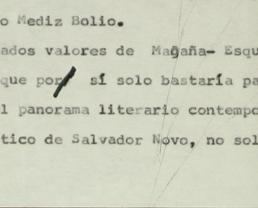 o Mediz Bolio.
ados valores de Magaña- Esqu
que por sí solo bastaría pa
l panorama literario contempo
tico de Salvador Novo, no sol